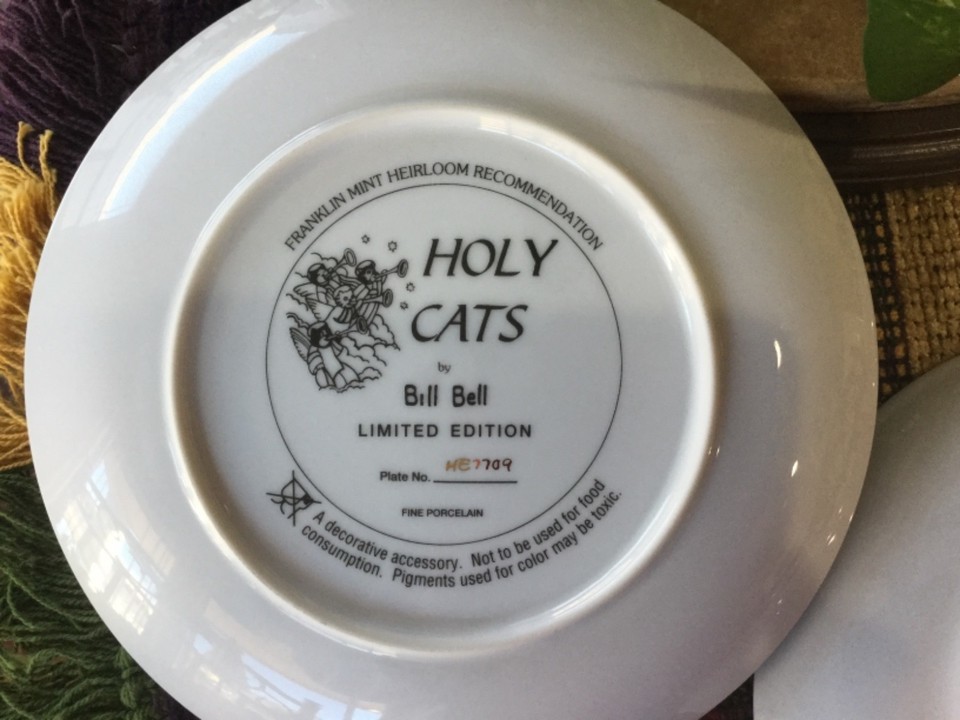 FRANKLIN MINT HEIRLOOM RECOMMENDATION
HOLY
CATS
by
Bill Bell
LIMITED EDITION
Plate No. HE7709
FINE PORCELAIN
A decorative accessory. Not to be used for food
consumption. Pigments used for color may be toxic.